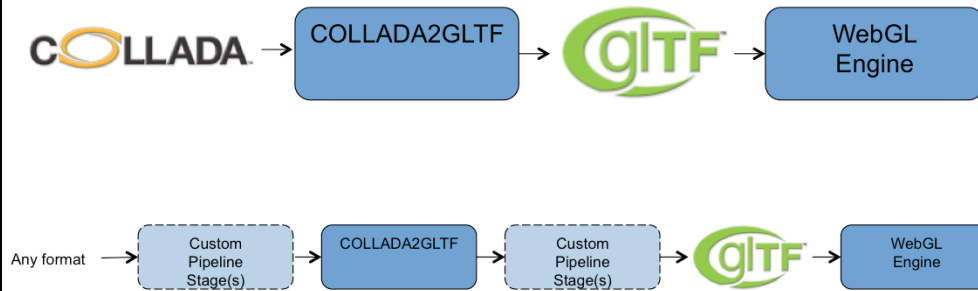 COLLADA
COLLADA2GLTF
glTF
WebGL
Engine
Any format
Custom
Pipeline
Stage(s)
COLLADA2GLTF
Custom
Pipeline
Stage(s)
glTF
WebGL
Engine